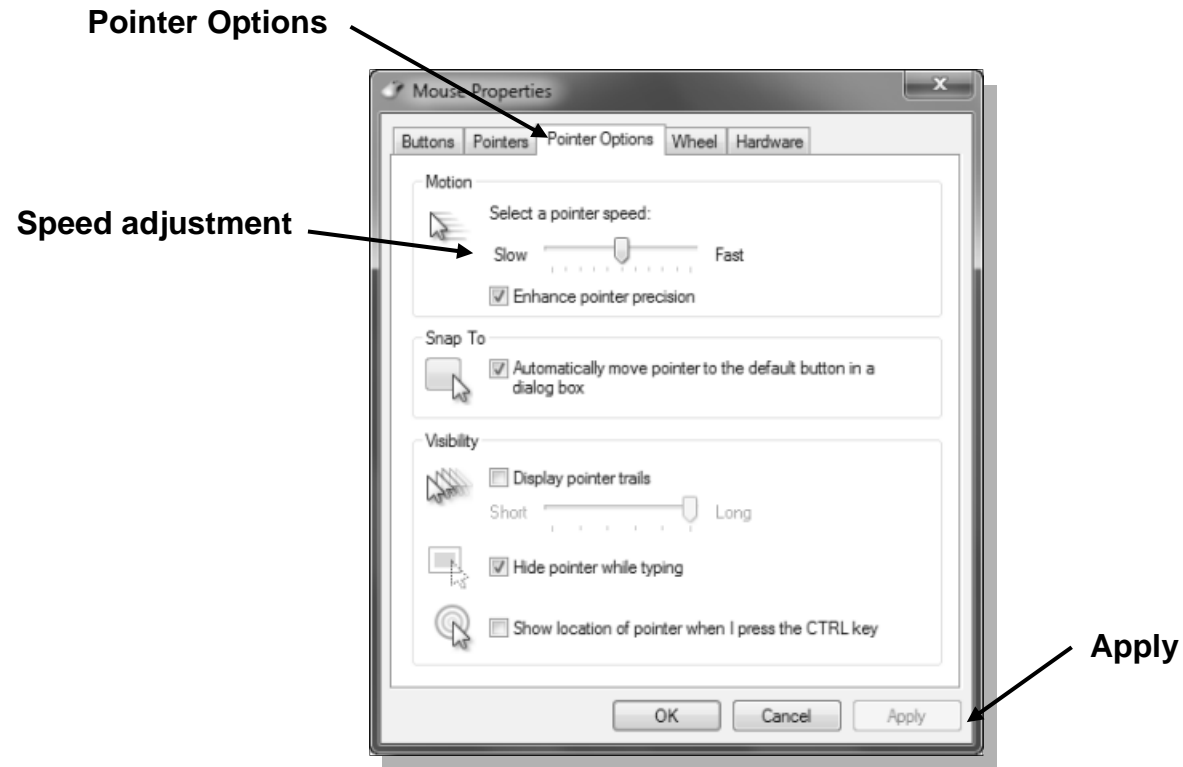 Pointer Options
Mouse Properties
Buttons Pointers Pointer Options Wheel Hardware
Motion
Select a pointer speed:
Speed adjustment
Slow Fast
Enhance pointer precision
Snap To
Automatically move pointer to the default button in a
dialog box
Visibility
Display pointer trails
Short Long
Hide pointer while typing
Show location of pointer when I press the CTRL key
Apply
OK Cancel Apply